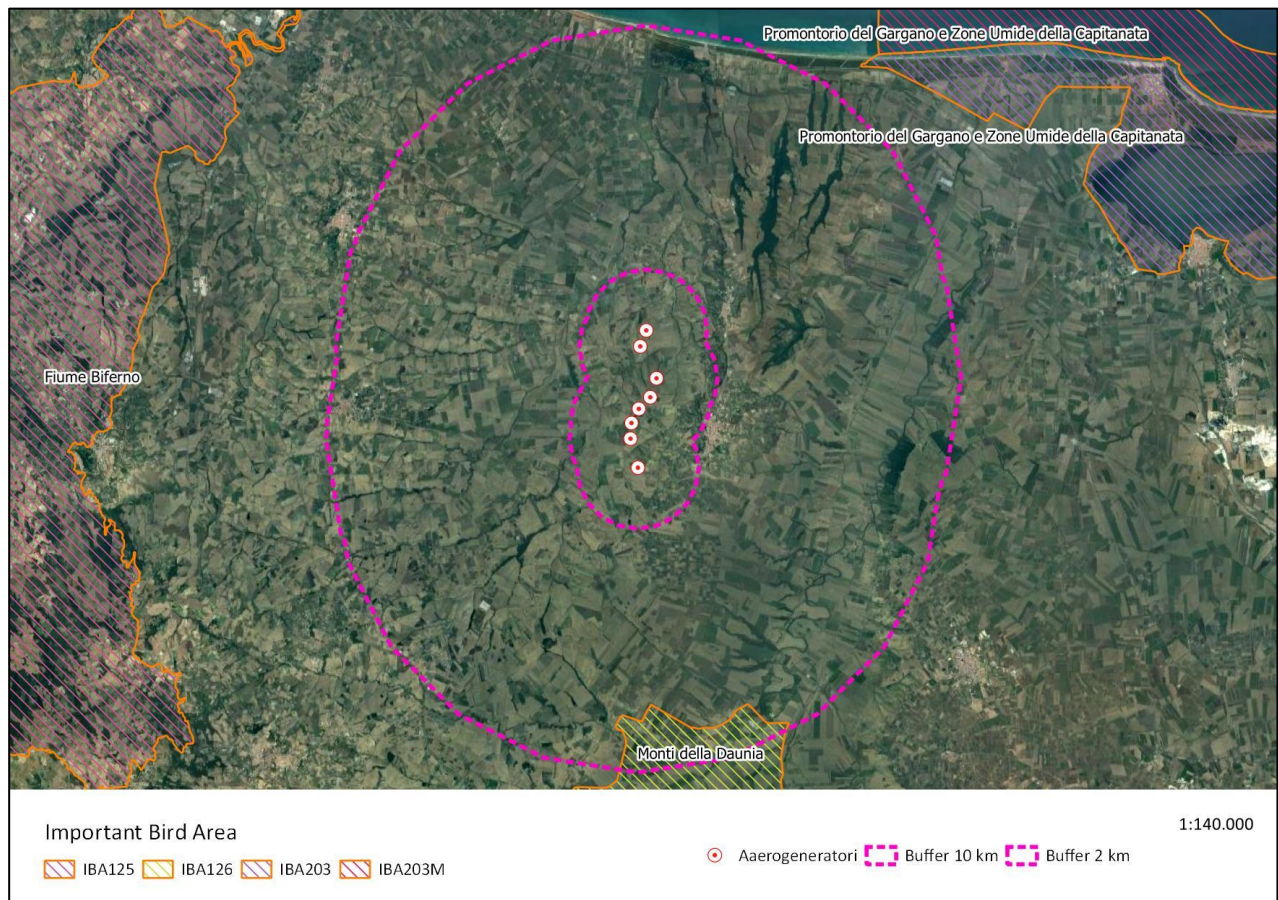 Promontorio del Gargano e Zone Umide della Capitanata
Promontorio del Gargano e Zone Umide della Capitanata
Fiume Biferno
Monti della Daunia
Important Bird Area
1:140.000
IBA125 IBA126 IBA203 IBA203M
Aaerogeneratori Buffer 10 km Buffer 2 km